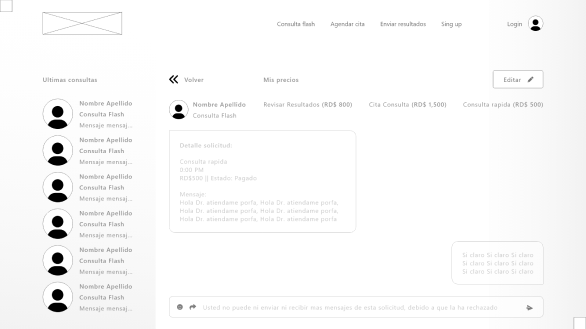 Consulta flash Agendar cita Enviar resultados Sing up Login
Ultimas consultas
Volver Mis precios Editar
Nombre Apellido
Consulta Flash
Mensaje mensaj...
Nombre Apellido
Consulta Flash
Mensaje mensaj...
Nombre Apellido
Consulta Flash
Mensaje mensaj...
Nombre Apellido
Consulta Flash
Mensaje mensaj...
Nombre Apellido
Consulta Flash
Mensaje mensaj...
Nombre Apellido
Consulta Flash
Mensaje mensaj...
Nombre Apellido Revisar Resultados (RD$ 800) Cita Consulta (RD$ 1,500) Consulta rapida (RD$ 500)
Consulta Flash
Detalle solicitud:
Consulta rapida
0:00 PM
RD$500 || Estado: Pagado
Mensaje:
Hola Dr. atiendame porfa, Hola Dr. atiendame porfa,
Hola Dr. atiendame porfa, Hola Dr. atiendame porfa,
Hola Dr. atiendame porfa, Hola Dr. atiendame porfa,
Si claro Si claro Si claro
Si claro Si claro Si claro
Si claro Si claro Si claro
Usted no puede ni enviar ni recibir mas mensajes de esta solicitud, debido a que la ha rechazado